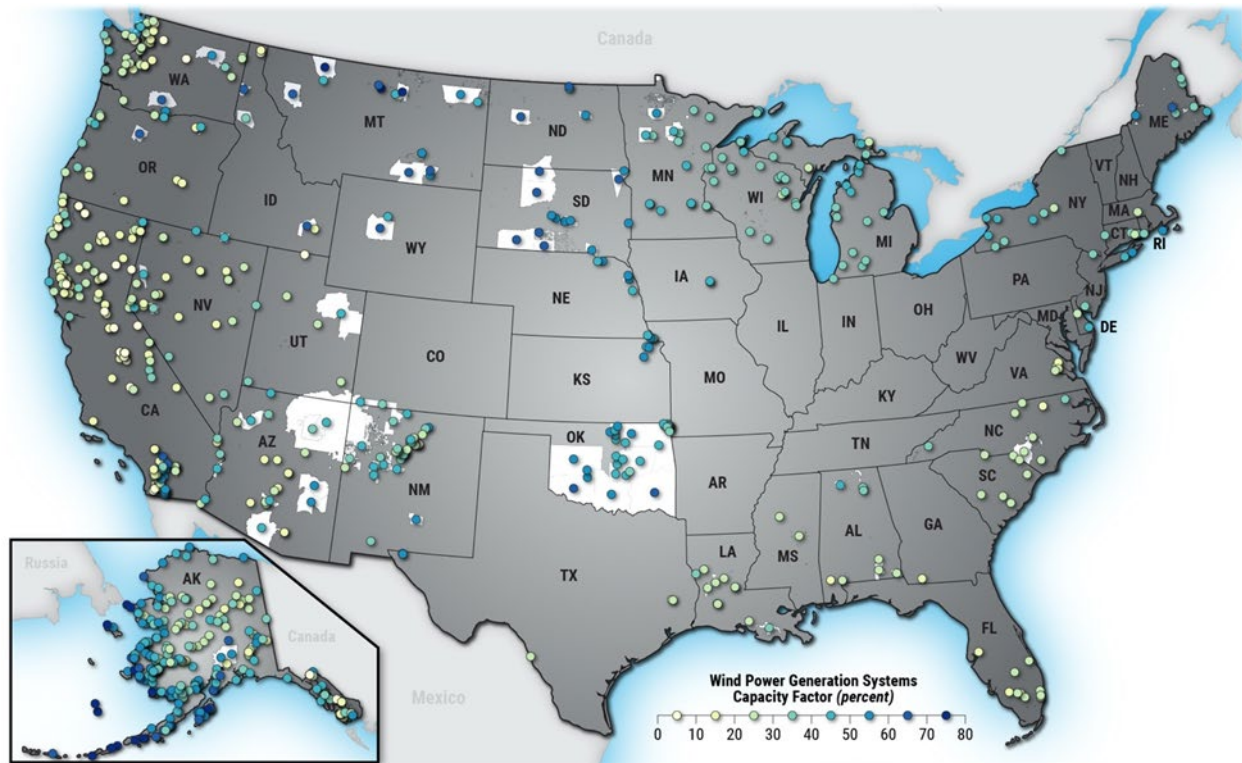 Canada
WA
MT
ND
MN
ME
OR
ID
SD
WI
VT
NH
NY
MA
CT
RI
WY
MI
IA
NE
PA
NJ
NV
UT
CO
IL
IN
OH
MD
DE
WV
VA
CA
KS
MO
KY
AZ
NM
OK
TN
NC
AR
SC
TX
LA
MS
AL
GA
FL
Russia
AK
Canada
Mexico
Wind Power Generation Systems
Capacity Factor (percent)
0 10 20 30 40 50 60 70 80